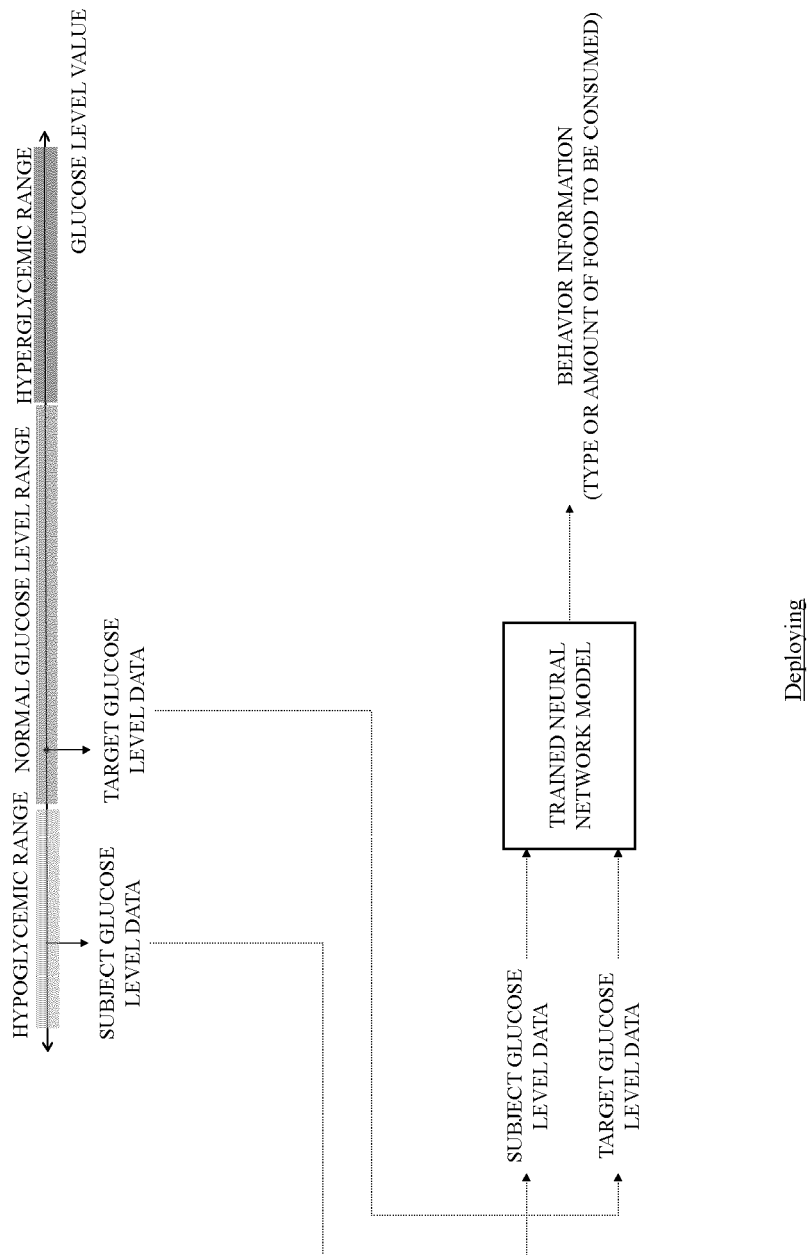 HYPOGLYCEMIC RANGE
NORMAL GLUCOSE LEVEL RANGE
HYPERGLYCEMIC RANGE
GLUCOSE LEVEL VALUE
SUBJECT GLUCOSE
LEVEL DATA
TARGET GLUCOSE
LEVEL DATA
SUBJECT GLUCOSE
LEVEL DATA
TARGET GLUCOSE
LEVEL DATA
TRAINED NEURAL
NETWORK MODEL
BEHAVIOR INFORMATION
(TYPE OR AMOUNT OF FOOD TO BE CONSUMED)
Deploying